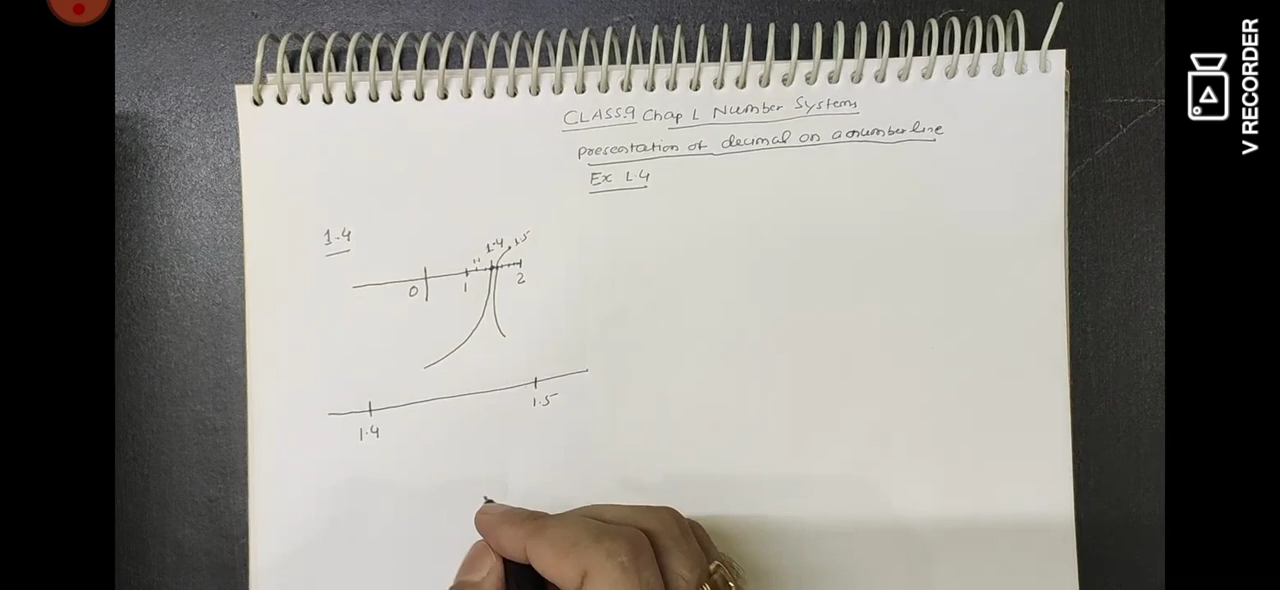 CLASS.9 Chap 1 Number Systems
presentation of decimal on a number line
Ex 1.4
1.4
1.4 1.5
0 1 2
1.5
1.4
V RECORDER